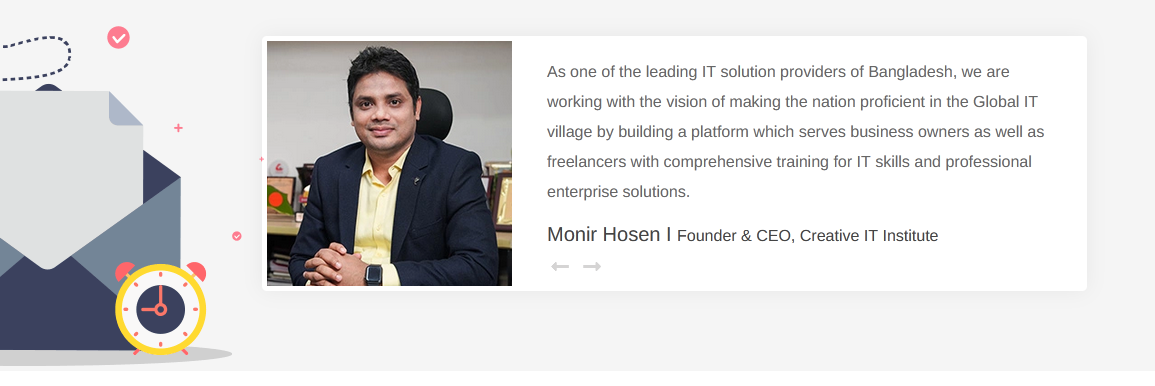 As one of the leading IT solution providers of Bangladesh, we are
working with the vision of making the nation proficient in the Global IT
village by building a platform which serves business owners as well as
freelancers with comprehensive training for IT skills and professional
enterprise solutions.
Monir Hosen I Founder & CEO, Creative IT Institute